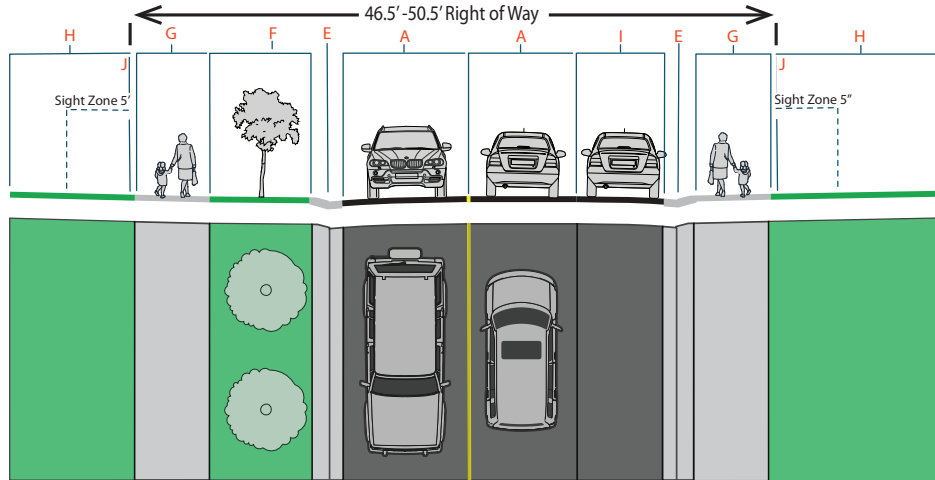 46.5’-50.5’ Right of Way
H G F E A A I E G H
J J
Sight Zone 5’ Sight Zone 5”